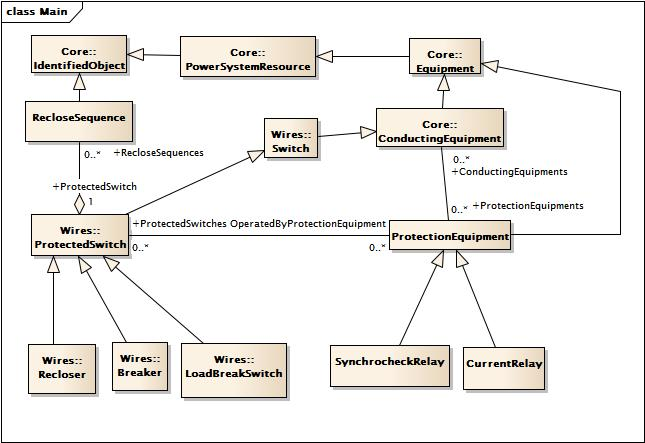 class Main
Core::
IdentifiedObject
Core::
PowerSystemResource
Core::
Equipment
RecloseSequence
Wires::
Switch
Core::
ConductingEquipment
0..* +RecloseSequences
0..*
+ConductingEquipments
+ProtectedSwitch
1
0..* +ProtectionEquipments
Wires::
ProtectedSwitch
+ProtectedSwitches OperatedByProtectionEquipment
0..* 0..*
ProtectionEquipment
Wires::
Recloser
Wires::
Breaker
Wires::
LoadBreakSwitch
SynchrocheckRelay
CurrentRelay